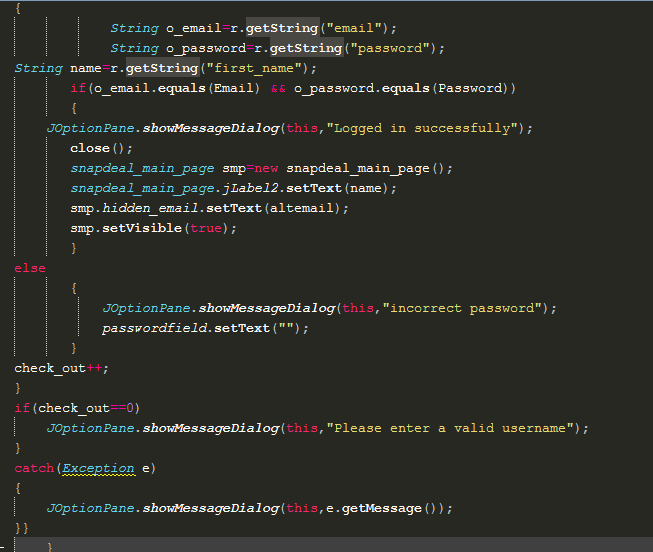 {
String o_email=r.getString("email");
String o_password=r.getString("password");
String name=r.getString("first_name");
if(o_email.equals(Email) && o_password.equals(Password))
{
JOptionPane.showMessageDialog(this,"Logged in successfully");
close();
snapdeal_main_page smp=new snapdeal_main_page();
snapdeal_main_page.jLabel2.setText(name);
smp.hidden_email.setText(altemail);
smp.setVisible(true);
}
else
{
JOptionPane.showMessageDialog(this,"incorrect password");
passwordfield.setText("");
}
check_out++;
}
if(check_out==0)
JOptionPane.showMessageDialog(this,"Please enter a valid username");
}
catch(Exception e)
{
JOptionPane.showMessageDialog(this,e.getMessage());
}}
}